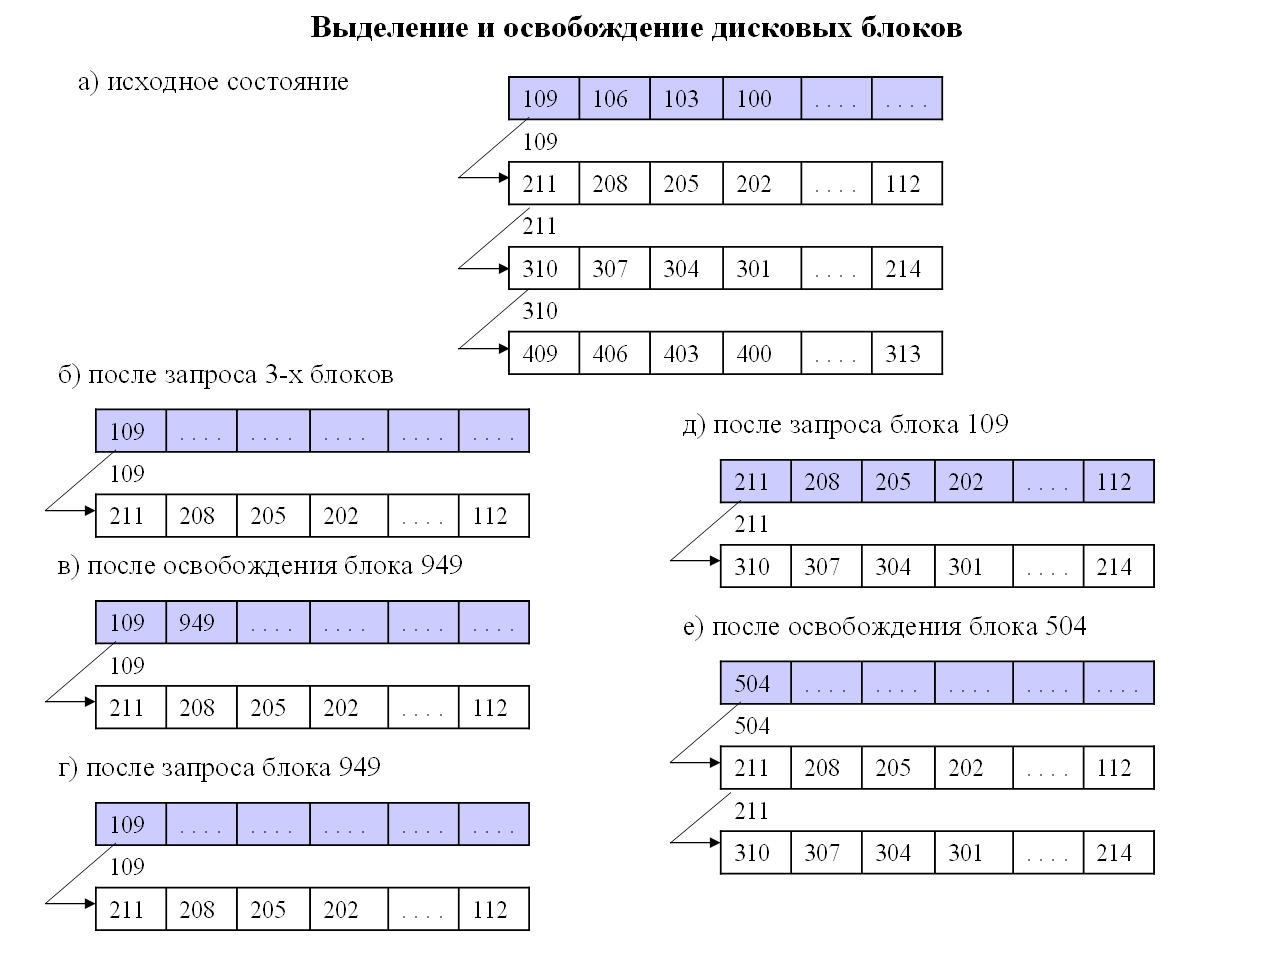 Выделение и освобождение дисковых блоков
а) исходное состояние
109 106 103 100 . . . . . . . .
109
211 208 205 202 . . . . 112
211
310 307 304 301 . . . . 214
310
409 406 403 400 . . . . 313
б) после запроса 3-х блоков
109 . . . . . . . . . . . . . . . . . . . .
109
211 208 205 202 . . . . 112
в) после освобождения блока 949
109 949 . . . . . . . . . . . . . . . .
109
211 208 205 202 . . . . 112
г) после запроса блока 949
109 . . . . . . . . . . . . . . . . . . . .
109
211 208 205 202 . . . . 112
д) после запроса блока 109
211 208 205 202 . . . . 112
211
310 307 304 301 . . . . 214
е) после освобождения блока 504
504 . . . . . . . . . . . . . . . . . . . .
504
211 208 205 202 . . . . 112
211
310 307 304 301 . . . . 214